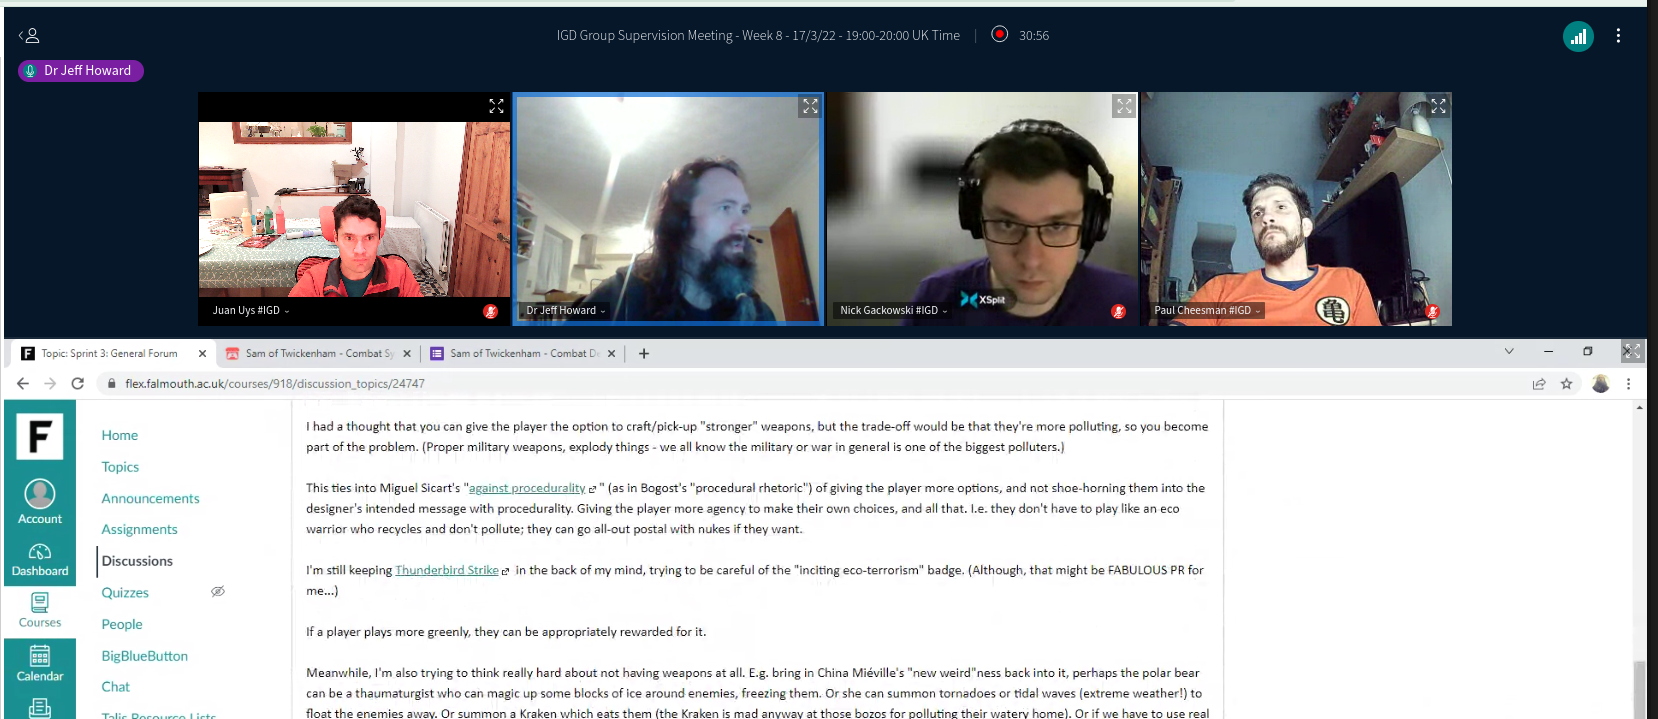 IGD Group Supervision Meeting - Week 8 - 17/3/22 - 19:00-20:00 UK Time | 30:56
Dr Jeff Howard
Juan Uys #IGD
Dr Jeff Howard
XSplit
Nick Gackowski #IGD
亀
Paul Cheesman #IGD
F Topic: Sprint 3: General Forum
Sam of Twickenham - Combat Sy
Sam of Twickenham - Combat De
flex.falmouth.ac.uk/courses/918/discussion_topics/24747
F
Account
Dashboard
Courses
Calendar
Home
Topics
Announcements
Assignments
Discussions
Quizzes
People
BigBlueButton
Chat
Talis Resource Lists
I had a thought that you can give the player the option to craft/pick-up "stronger" weapons, but the trade-off would be that they're more polluting, so you become
part of the problem. (Proper military weapons, explody things - we all know the military or war in general is one of the biggest polluters.)
This ties into Miguel Sicart's "against procedurality " (as in Bogost's "procedural rhetoric") of giving the player more options, and not shoe-horning them into the
designer's intended message with procedurality. Giving the player more agency to make their own choices, and all that. I.e. they don't have to play like an eco
warrior who recycles and don't pollute; they can go all-out postal with nukes if they want.
I'm still keeping Thunderbird Strike in the back of my mind, trying to be careful of the "inciting eco-terrorism" badge. (Although, that might be FABULOUS PR for
me...)
If a player plays more greenly, they can be appropriately rewarded for it.
Meanwhile, I'm also trying to think really hard about not having weapons at all. E.g. bring in China Miéville's "new weird"ness back into it, perhaps the polar bear
can be a thaumaturgist who can magic up some blocks of ice around enemies, freezing them. Or she can summon tornadoes or tidal waves (extreme weather!) to
float the enemies away. Or summon a Kraken which eats them (the Kraken is mad anyway at those bozos for polluting their watery home). Or if we have to use real